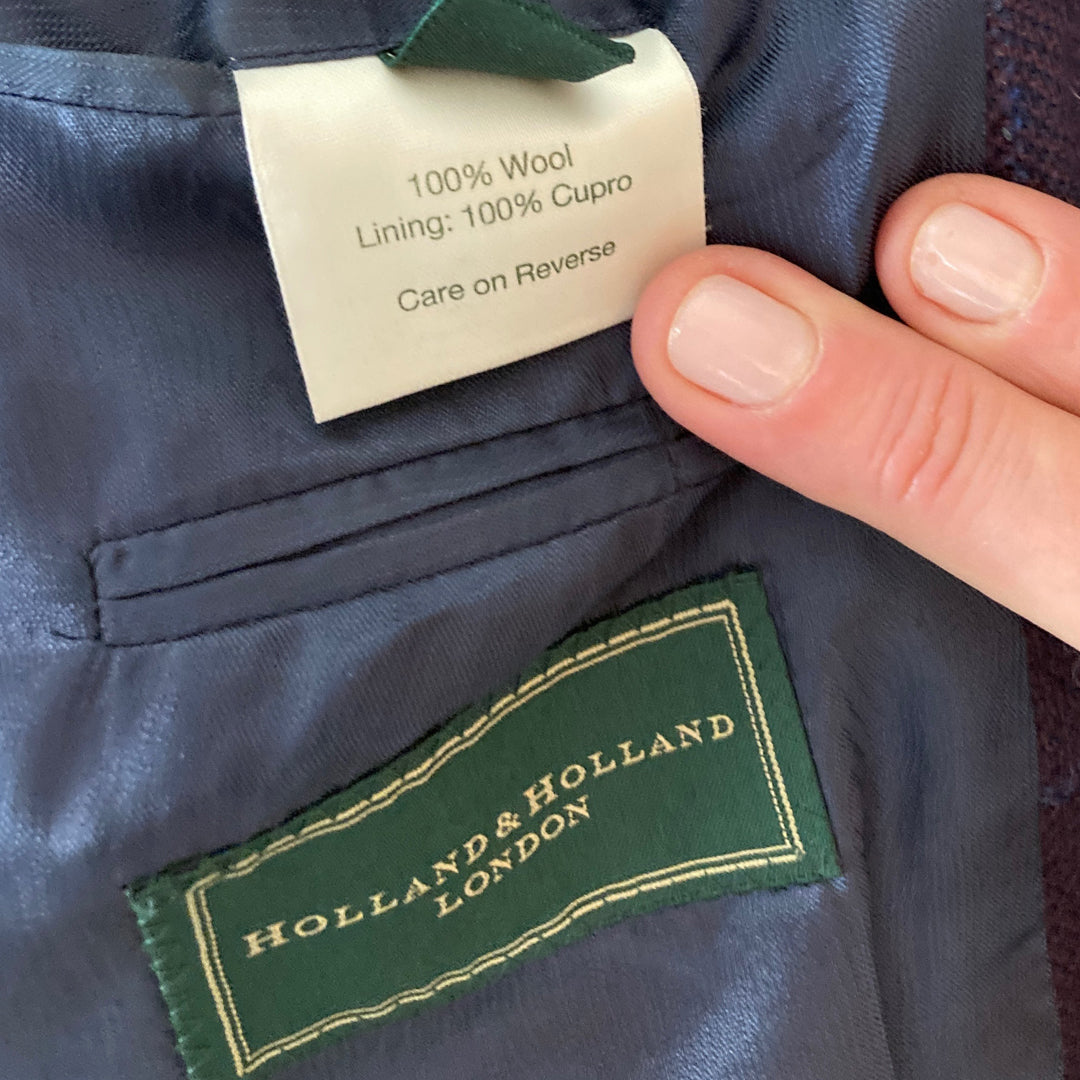 100% Wool
Lining: 100% Cupro
Care on Reverse
HOLLAND & HOLLAND
LONDON